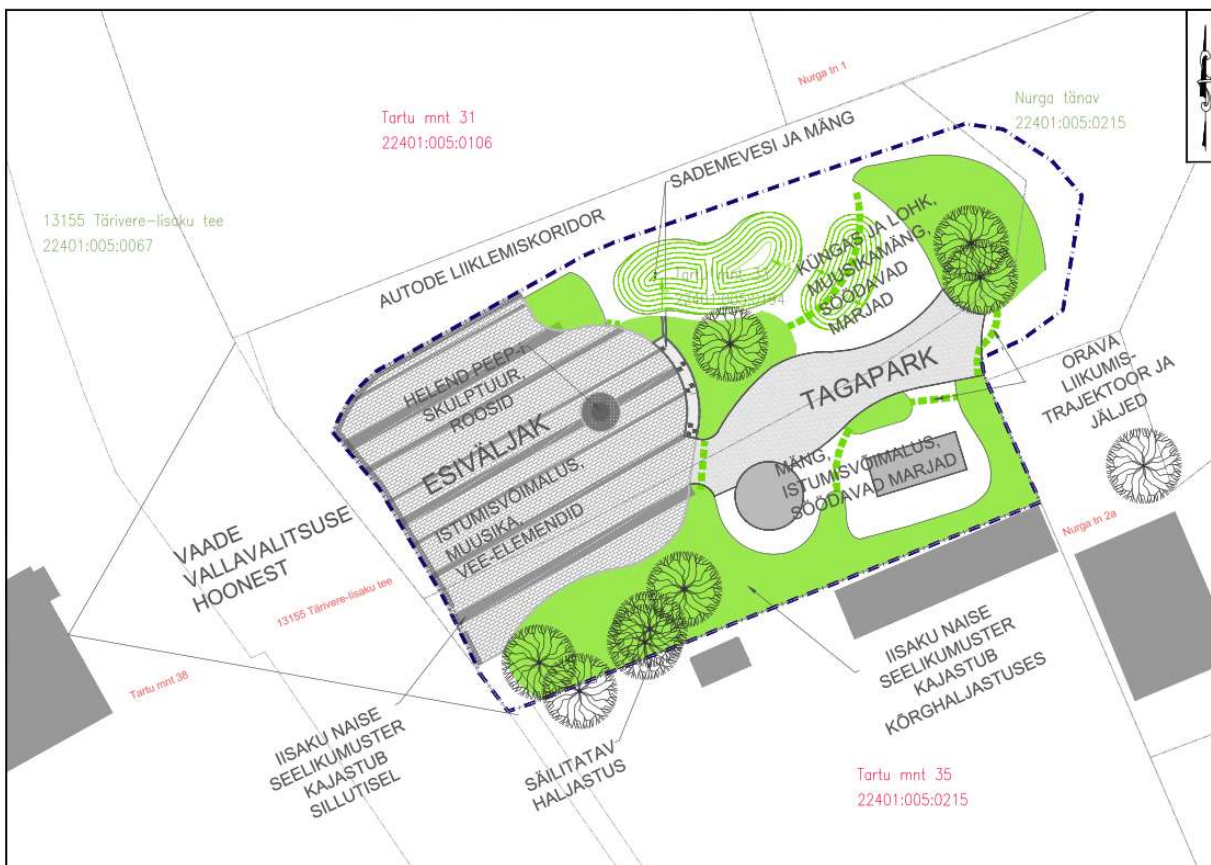 Nurga tn 1
Tartu mnt 31
22401:005:0106
Nurga tänav
22401:005:0215
SADEMEVESI JA MÄNG
13155 Tärivere-Iisaku tee
22401:005:0067
AUTODE LIIKLEMISKORIDOR
KÜNGAS JA LOHK,
MUUSIKAMÄNG,
SÖÖDAVAD
MARJAD
HELEND PEEP-I
SKULPTUUR,
ROOSID
ESIVÄLJAK
ISTUMISVÕIMALUS,
MUUSIKA,
VEE-ELEMENDID
TAGAPARK
MÄNG,
ISTUMISVÕIMALUS,
SÖÖDAVAD MARJAD
ORAVA
LIIKUMIS-
TRAJEKTOOR JA
JÄLJED
VAADE
VALLAVALITSUSE
HOONEST
13155 Tärivere-Iisaku tee
Nurga tn 2a
Tartu mnt 38
IISAKU NAISE
SEELIKUMUSTER
KAJASTUB
SILLUTISEL
SÄILITATAV
HALJASTUS
IISAKU NAISE
SEELIKUMUSTER
KAJASTUB
KÕRGHALJASTUSES
Tartu mnt 35
22401:005:0215